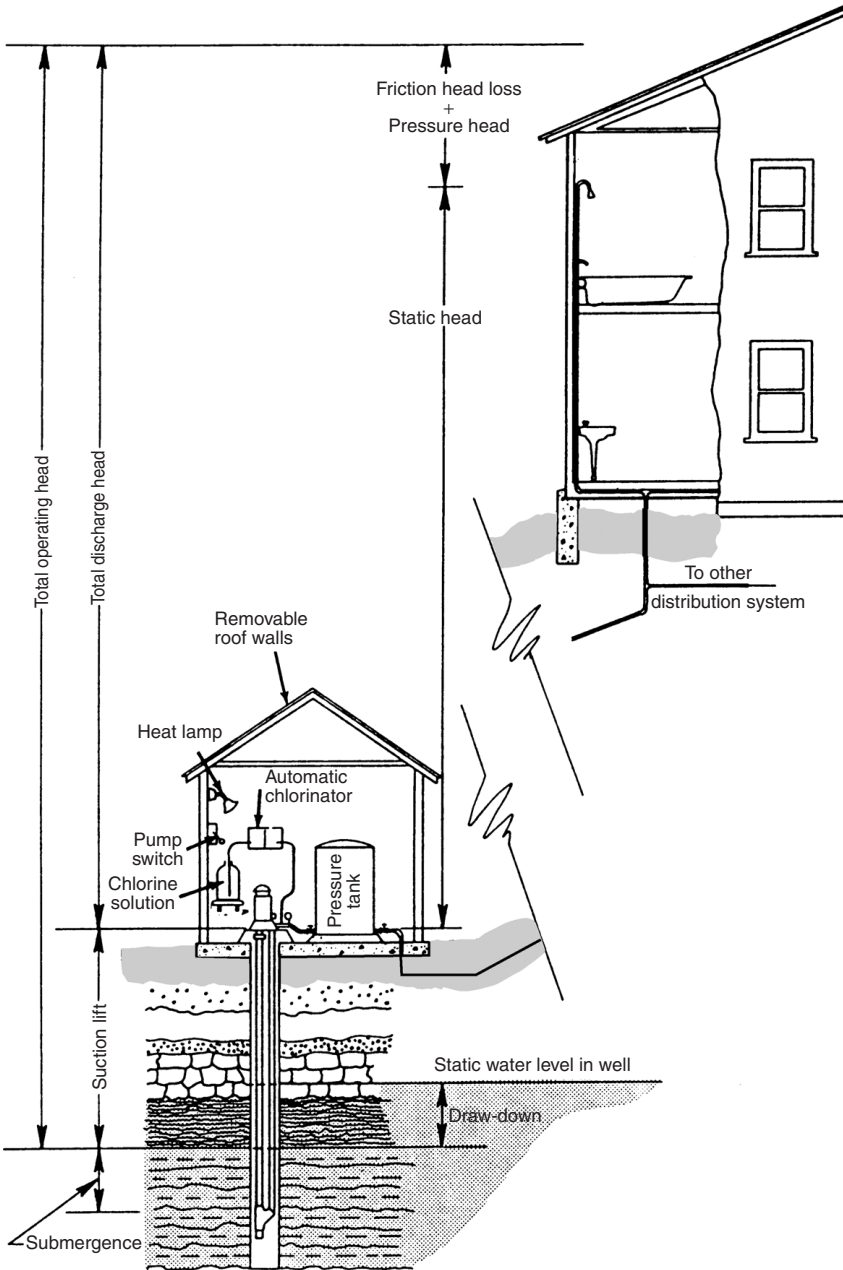 Friction head loss
+
Pressure head
Static head
Total operating head
Total discharge head
To other
distribution system
Removable
roof walls
Heat lamp
Automatic
chlorinator
Pump
switch
Chlorine
solution
Pressure
tank
Suction lift
Static water level in well
Draw-down
Submergence